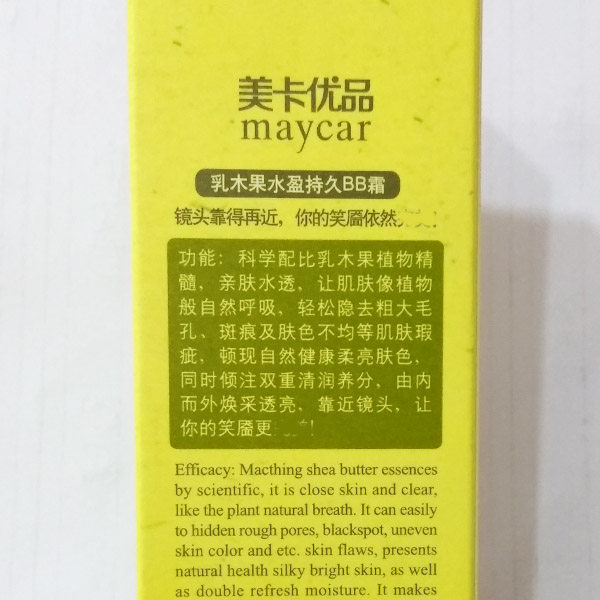 美卡优品
maycar
乳木果水盈持久BB霜
镜头靠得再近，你的笑靥依然
功能：科学配比乳木果植物精
髓，亲肤水透，让肌肤像植物
般自然呼吸，轻松隐去粗大毛
孔、斑痕及肤色不均等肌肤瑕
疵，顿现自然健康柔亮肤色，
同时倾注双重清润养分，由内
而外焕采透亮，靠近镜头，让
你的笑靥更
Efficacy: Macthing shea butter essences
by scientific, it is close skin and clear,
like the plant natural breath. It can easily
to hidden rough pores, blackspot, uneven
skin color and etc. skin flaws, presents
natural health silky bright skin, as well
as double refresh moisture. It makes